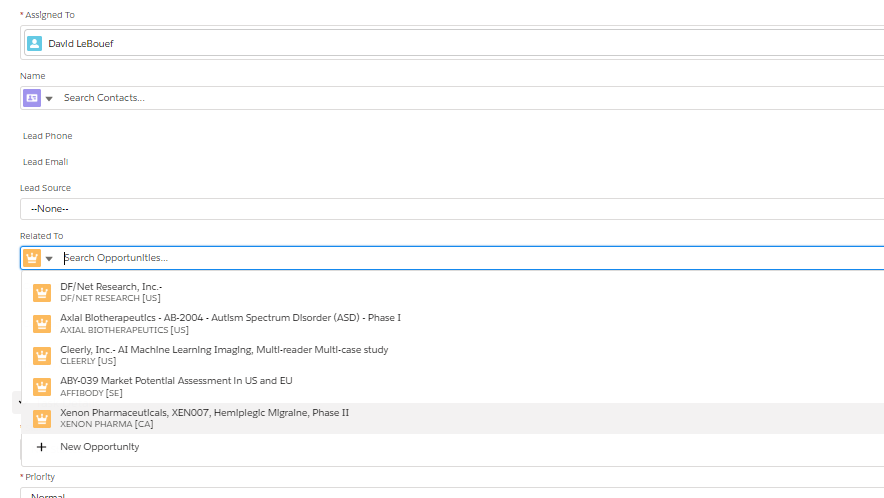 * Assigned To
David LeBouef
Name
Search Contacts...
Lead Phone
Lead Email
Lead Source
--None--
Related To
Search Opportunities...
DF/Net Research, Inc.-
DF/NET RESEARCH [US]
Axial Biotherapeutics - AB-2004 - Autism Spectrum Disorder (ASD) - Phase I
AXIAL BIOTHERAPEUTICS [US]
Cleerly, Inc.- AI Machine Learning Imaging, Multi-reader Multi-case study
CLEERLY [US]
ABY-039 Market Potential Assessment in US and EU
AFFIBODY [SE]
Xenon Pharmaceuticals, XEN007, Hemiplegic Migraine, Phase II
XENON PHARMA [CA]
New Opportunity
* Priority
Normal